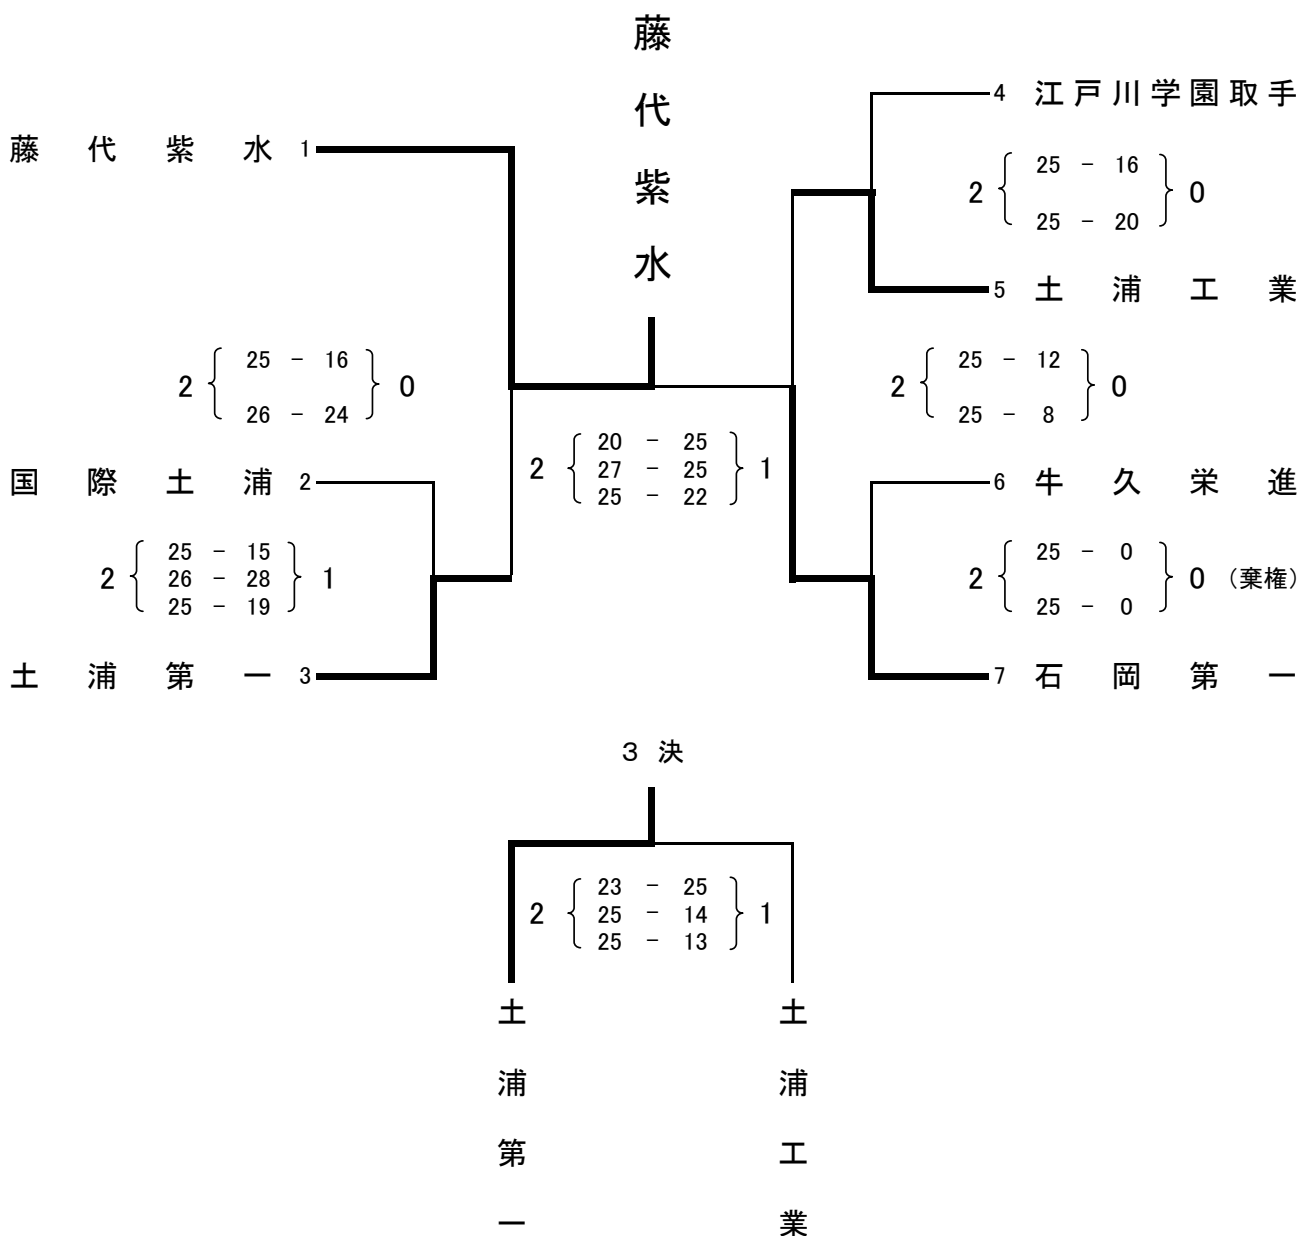 藤代紫水
藤代紫水 1
2 25 - 16 0
26 - 24
国際土浦 2
2 25 - 15 1
26 - 28
25 - 19
土浦第一 3
2 20 - 25 1
27 - 25
25 - 22
4 江戸川学園取手
2 25 - 16 0
25 - 20
5 土浦工業
2 25 - 12 0
25 - 8
6 牛久栄進
2 25 - 0 0 （棄権）
25 - 0
7 石岡第一
３決
2 23 - 25 1
25 - 14
25 - 13
土浦第一
土浦工業